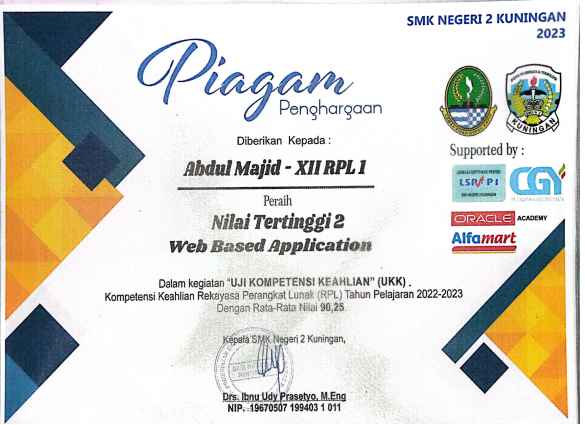 SMK NEGERI 2 KUNINGAN
2023
Piagam
Penghargaan
KUNINGAN
Supported by :
LSP P1
CGY
ORACLE ACADEMY
Alfamart
Diberikan Kepada :
Abdul Majid - XII RPL 1
Peraih
Nilai Tertinggi 2
Web Based Application
Dalam kegiatan "UJI KOMPETENSI KEAHLIAN" (UKK) .
Kompetensi Keahlian Rekayasa Perangkat Lunak (RPL) Tahun Pelajaran 2022-2023
Dengan Rata-Rata Nilai 90,25.
Kepala SMK Negeri 2 Kuningan,
Drs. Ibnu Udy Prasetyo, M.Eng
NIP. 19670507 199403 1 011